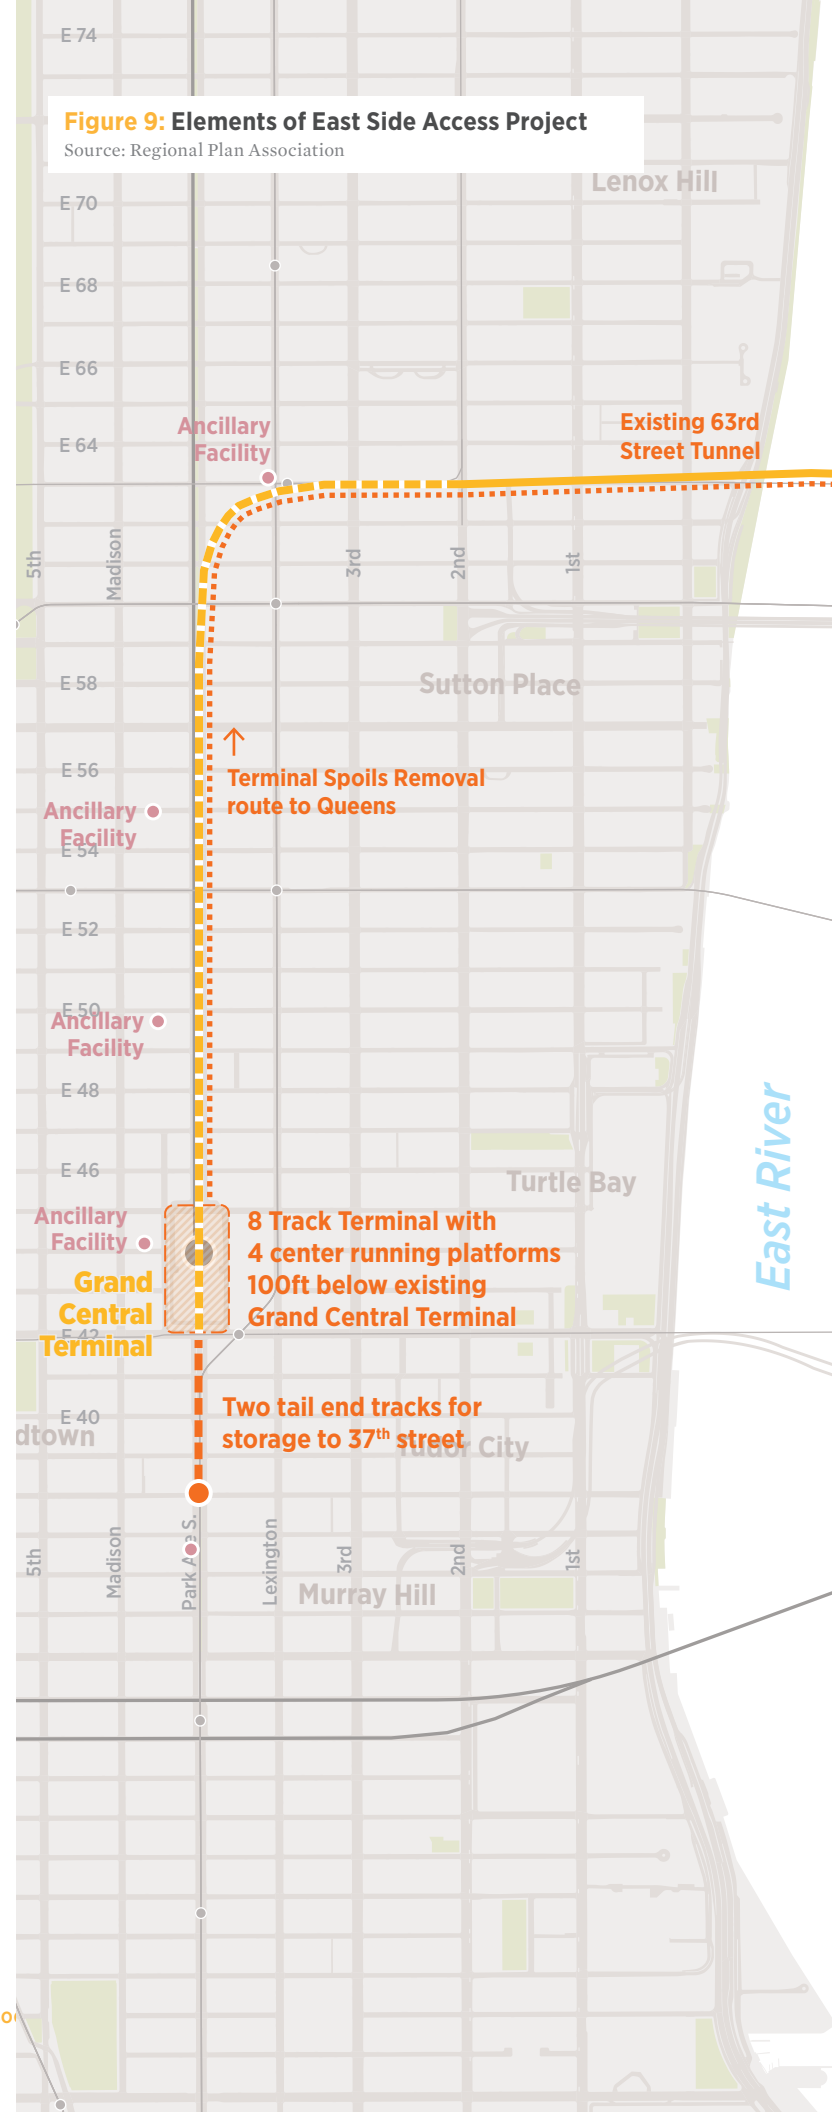 E 74
Figure 9: Elements of East Side Access Project
Source: Regional Plan Association
Lenox Hill
E 70
E 68
E 66
Existing 63rd
Street Tunnel
Ancillary
Facility
E 64
5th
Madison
3rd
2nd
1st
E 58
Sutton Place
Terminal Spoils Removal
route to Queens
E 56
Ancillary
Facility
E 54
E 52
E 50
Ancillary
Facility
E 48
East River
E 46
Turtle Bay
Ancillary
Facility
8 Track Terminal with
4 center running platforms
100ft below existing
Grand Central Terminal
Grand
Central
Terminal
E 42
Two tail end tracks for
storage to 37th street
E 40
dtown
Tudor City
5th
Madison
Park Ave S.
Lexington
3rd
2nd
1st
Murray Hill